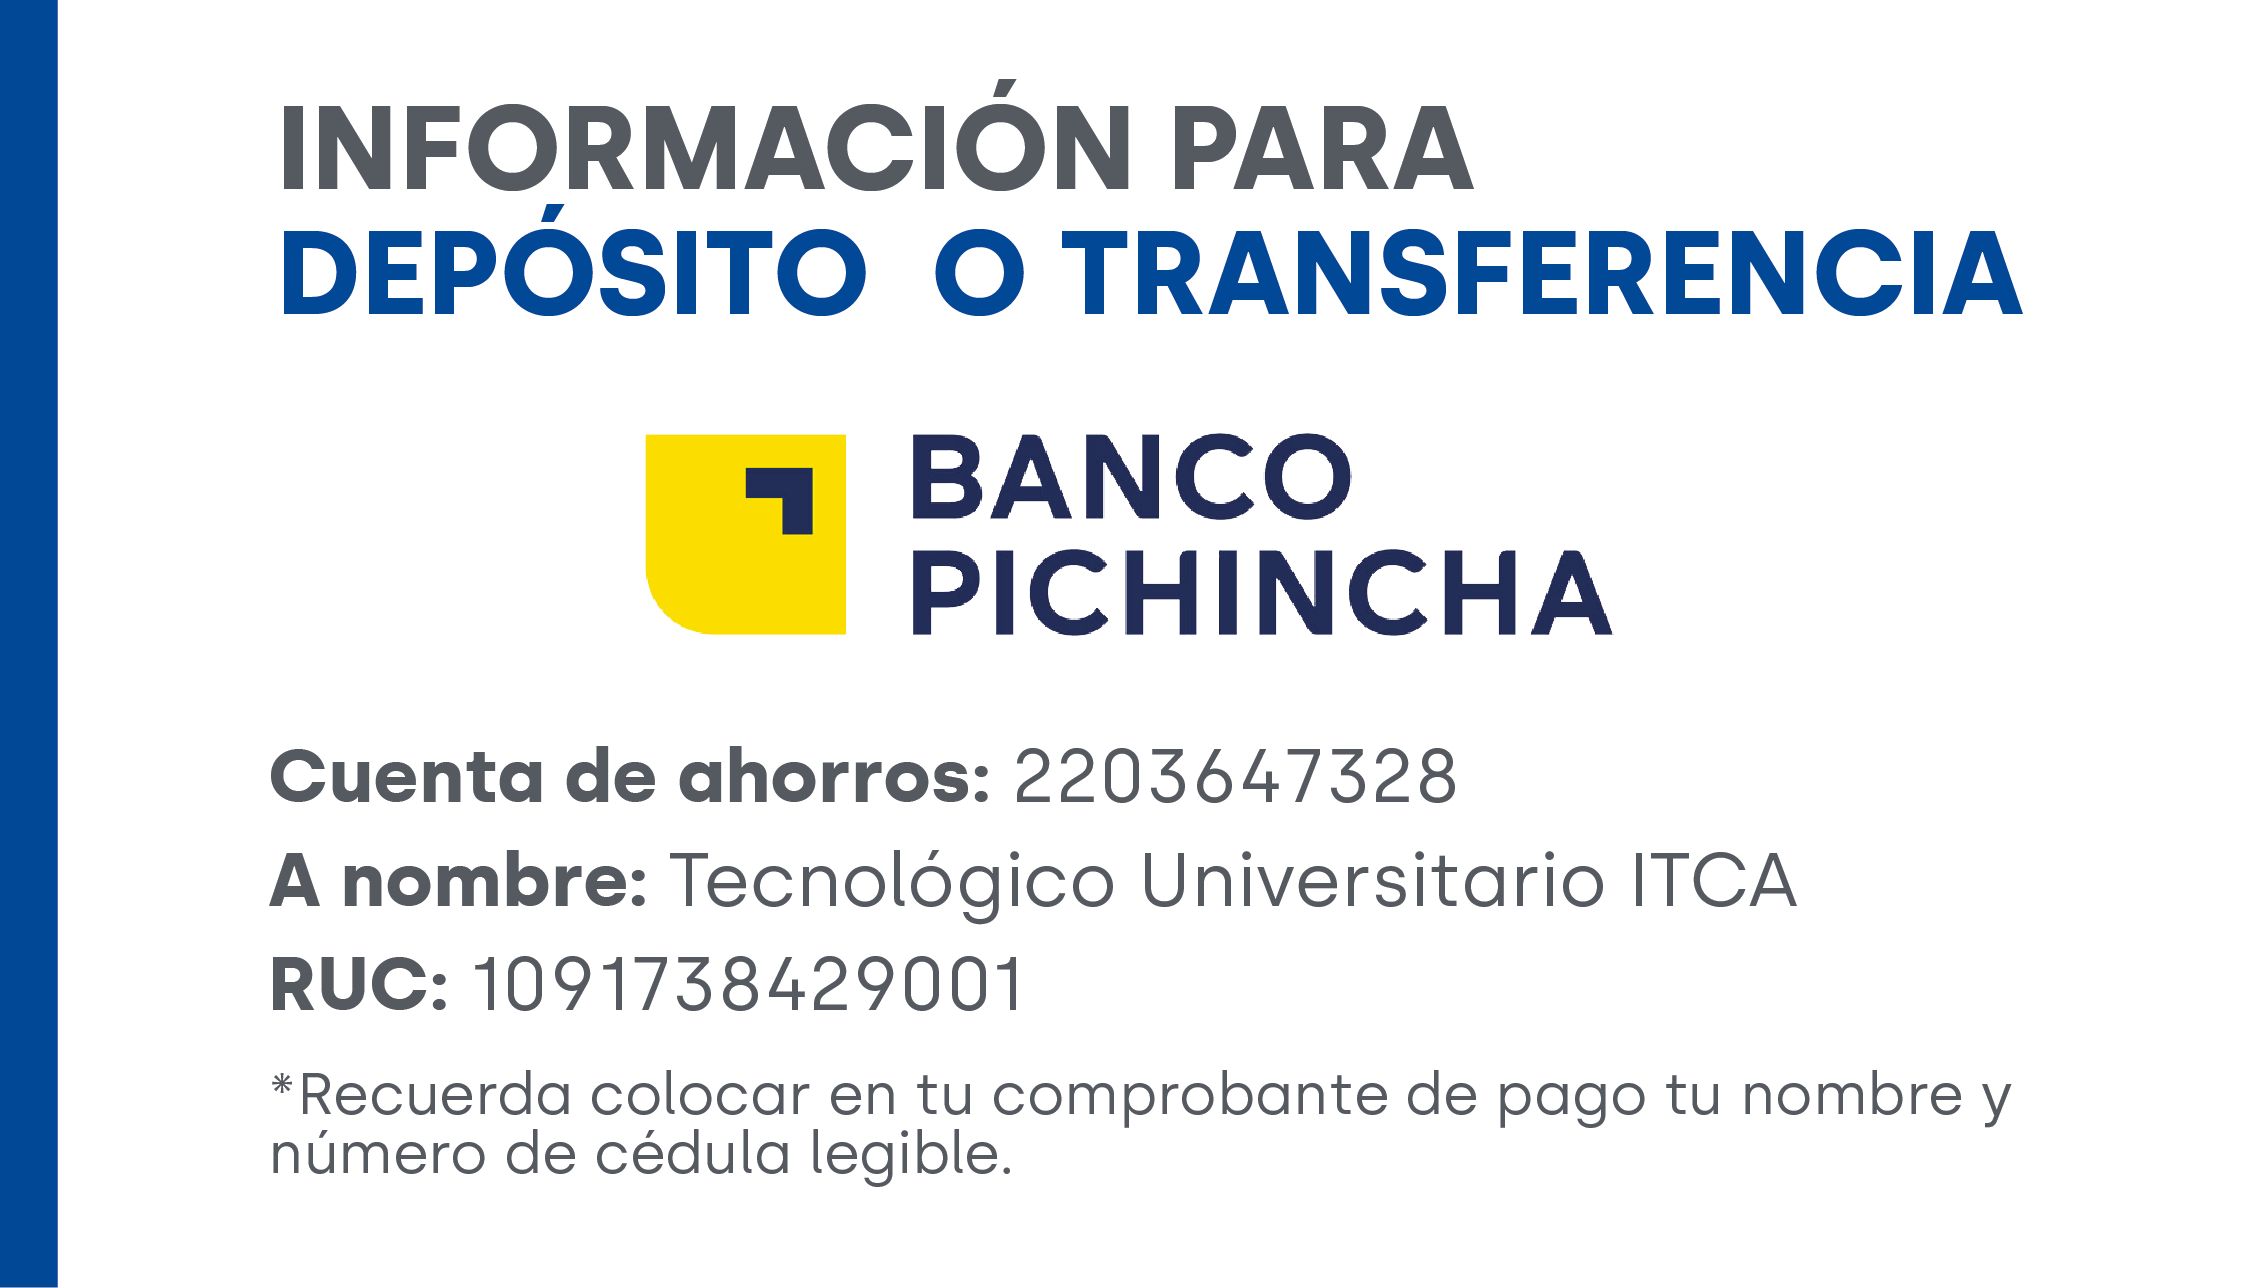 INFORMACIÓN PARA
DEPÓSITO O TRANSFERENCIA
BANCO
PICHINCHA
Cuenta de ahorros: 2203647328
A nombre: Tecnológico Universitario ITCA
RUC: 1091738429001
*Recuerda colocar en tu comprobante de pago tu nombre y
número de cédula legible.